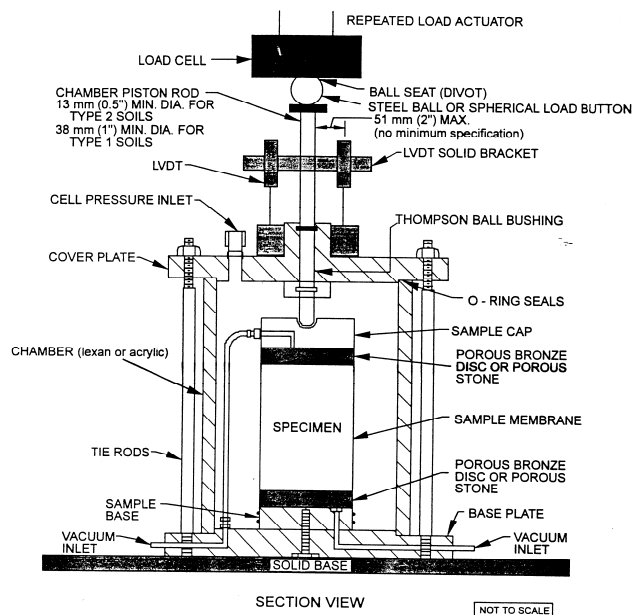 REPEATED LOAD ACTUATOR
LOAD CELL
BALL SEAT (DIVOT)
STEEL BALL OR SPHERICAL LOAD BUTTON
CHAMBER PISTON ROD
13 mm (0.5") MIN. DIA. FOR
TYPE 2 SOILS
38 mm (1") MIN. DIA. FOR
TYPE 1 SOILS
51 mm (2") MAX.
(no minimum specification)
LVDT
LVDT SOLID BRACKET
CELL PRESSURE INLET
THOMPSON BALL BUSHING
COVER PLATE
O - RING SEALS
SAMPLE CAP
CHAMBER (lexan or acrylic)
POROUS BRONZE
DISC OR POROUS
STONE
SPECIMEN
SAMPLE MEMBRANE
TIE RODS
POROUS BRONZE
DISC OR POROUS
STONE
SAMPLE
BASE
BASE PLATE
VACUUM
INLET
VACUUM
INLET
SOLID BASE
SECTION VIEW
NOT TO SCALE